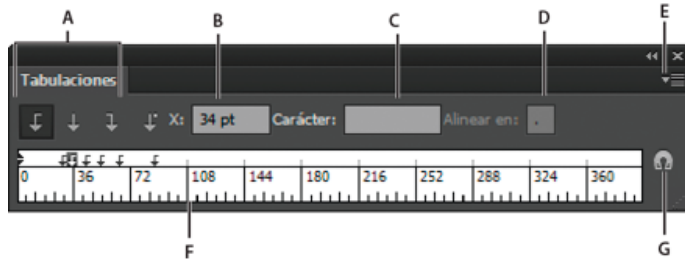 A B C D E
Tabulaciones
X: 34 pt Carácter: Alinear en: .
0 36 72 108 144 180 216 252 288 324 360
F G